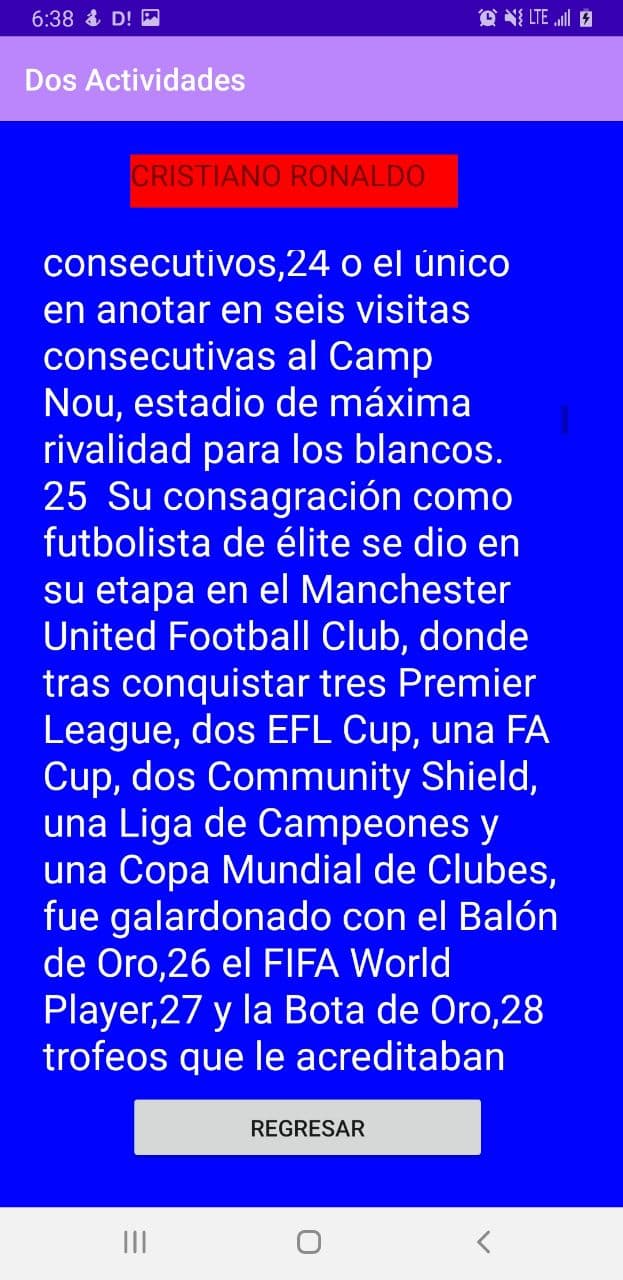 6:38 D! LTE
Dos Actividades
CRISTIANO RONALDO
consecutivos,24 o el único
en anotar en seis visitas
consecutivas al Camp
Nou, estadio de máxima
rivalidad para los blancos.
25  Su consagración como
futbolista de élite se dio en
su etapa en el Manchester
United Football Club, donde
tras conquistar tres Premier
League, dos EFL Cup, una FA
Cup, dos Community Shield,
una Liga de Campeones y
una Copa Mundial de Clubes,
fue galardonado con el Balón
de Oro,26 el FIFA World
Player,27 y la Bota de Oro,28
trofeos que le acreditaban
REGRESAR